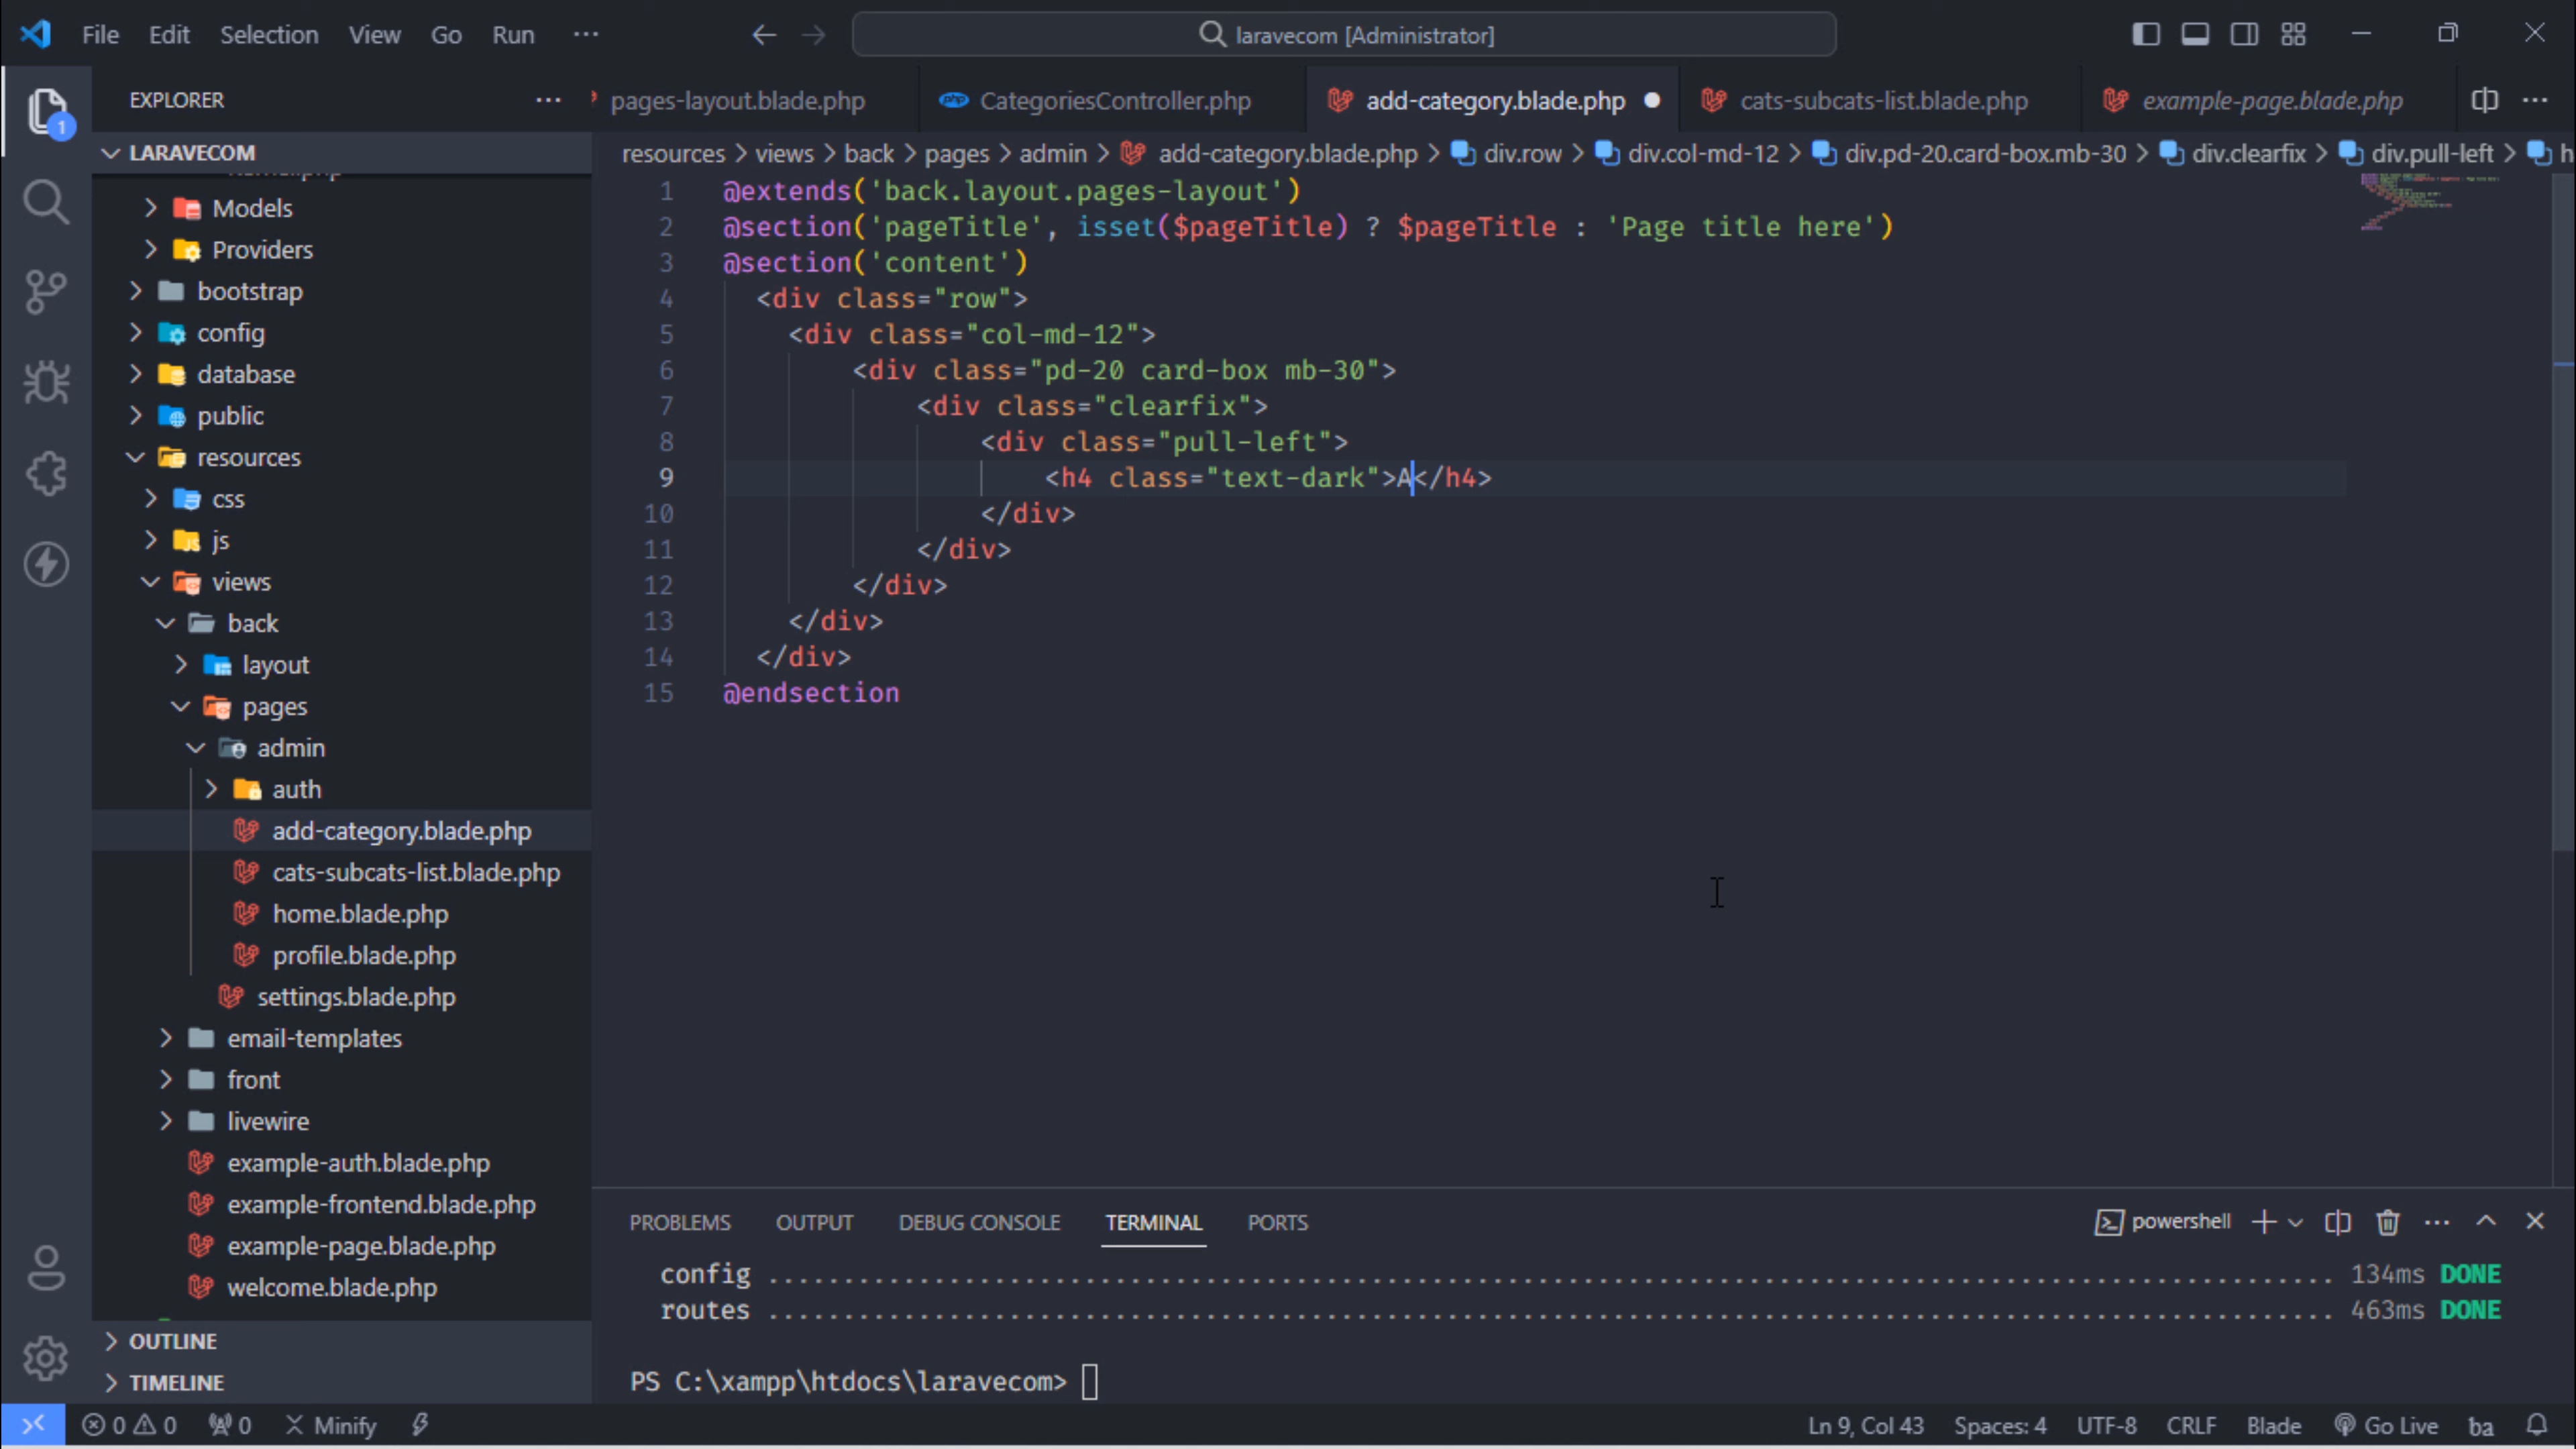 File Edit Selection View Go Run ···
laravecom [Administrator]
EXPLORER
pages-layout.blade.php
CategoriesController.php
add-category.blade.php
cats-subcats-list.blade.php
example-page.blade.php
1
LARAVECOM
resources > views > back > pages > admin > add-category.blade.php > div.row > div.col-md-12 > div.pd-20.card-box.mb-30 > div.clearfix > div.pull-left > h
Models
Providers
bootstrap
config
database
public
resources
css
js
views
back
layout
pages
admin
auth
add-category.blade.php
cats-subcats-list.blade.php
home.blade.php
profile.blade.php
settings.blade.php
email-templates
front
livewire
example-auth.blade.php
example-frontend.blade.php
example-page.blade.php
welcome.blade.php
OUTLINE
TIMELINE
1 @extends('back.layout.pages-layout')
2 @section('pageTitle', isset($pageTitle) ? $pageTitle : 'Page title here')
3 @section('content')
4 <div class="row">
5 <div class="col-md-12">
6 <div class="pd-20 card-box mb-30">
7 <div class="clearfix">
8 <div class="pull-left">
9 <h4 class="text-dark">A</h4>
10 </div>
11 </div>
12 </div>
13 </div>
14 </div>
15 @endsection
PROBLEMS OUTPUT DEBUG CONSOLE TERMINAL PORTS
powershell
config ........................................ 134ms DONE
routes ........................................ 463ms DONE
PS C:\xampp\htdocs\laravecom>
0 0 0 Minify
Ln 9, Col 43 Spaces: 4 UTF-8 CRLF Blade Go Live ba